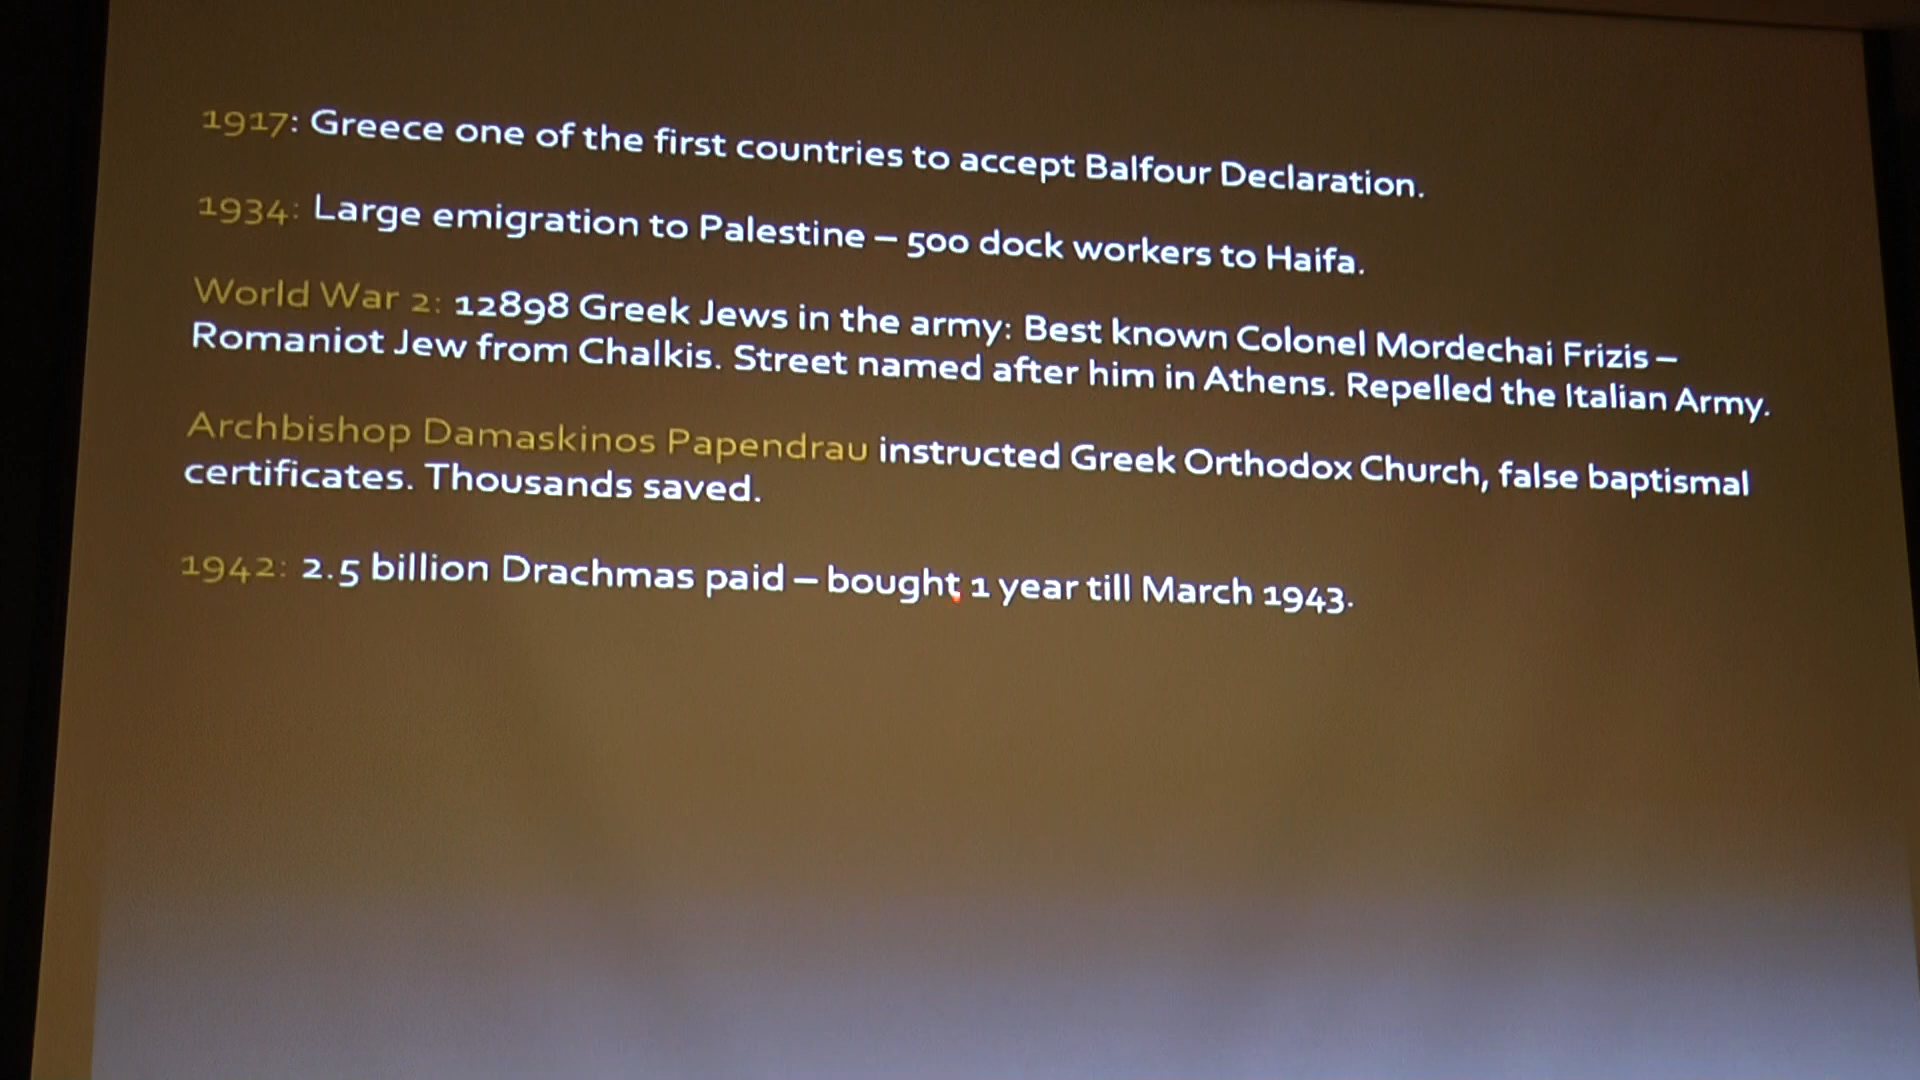 1917: Greece one of the first countries to accept Balfour Declaration.
1934: Large emigration to Palestine – 500 dock workers to Haifa.
World War 2: 12898 Greek Jews in the army: Best known Colonel Mordechai Frizis –
Romaniot Jew from Chalkis. Street named after him in Athens. Repelled the Italian Army.
Archbishop Damaskinos Papendrau instructed Greek Orthodox Church, false baptismal
certificates. Thousands saved.
1942: 2.5 billion Drachmas paid – bought 1 year till March 1943.